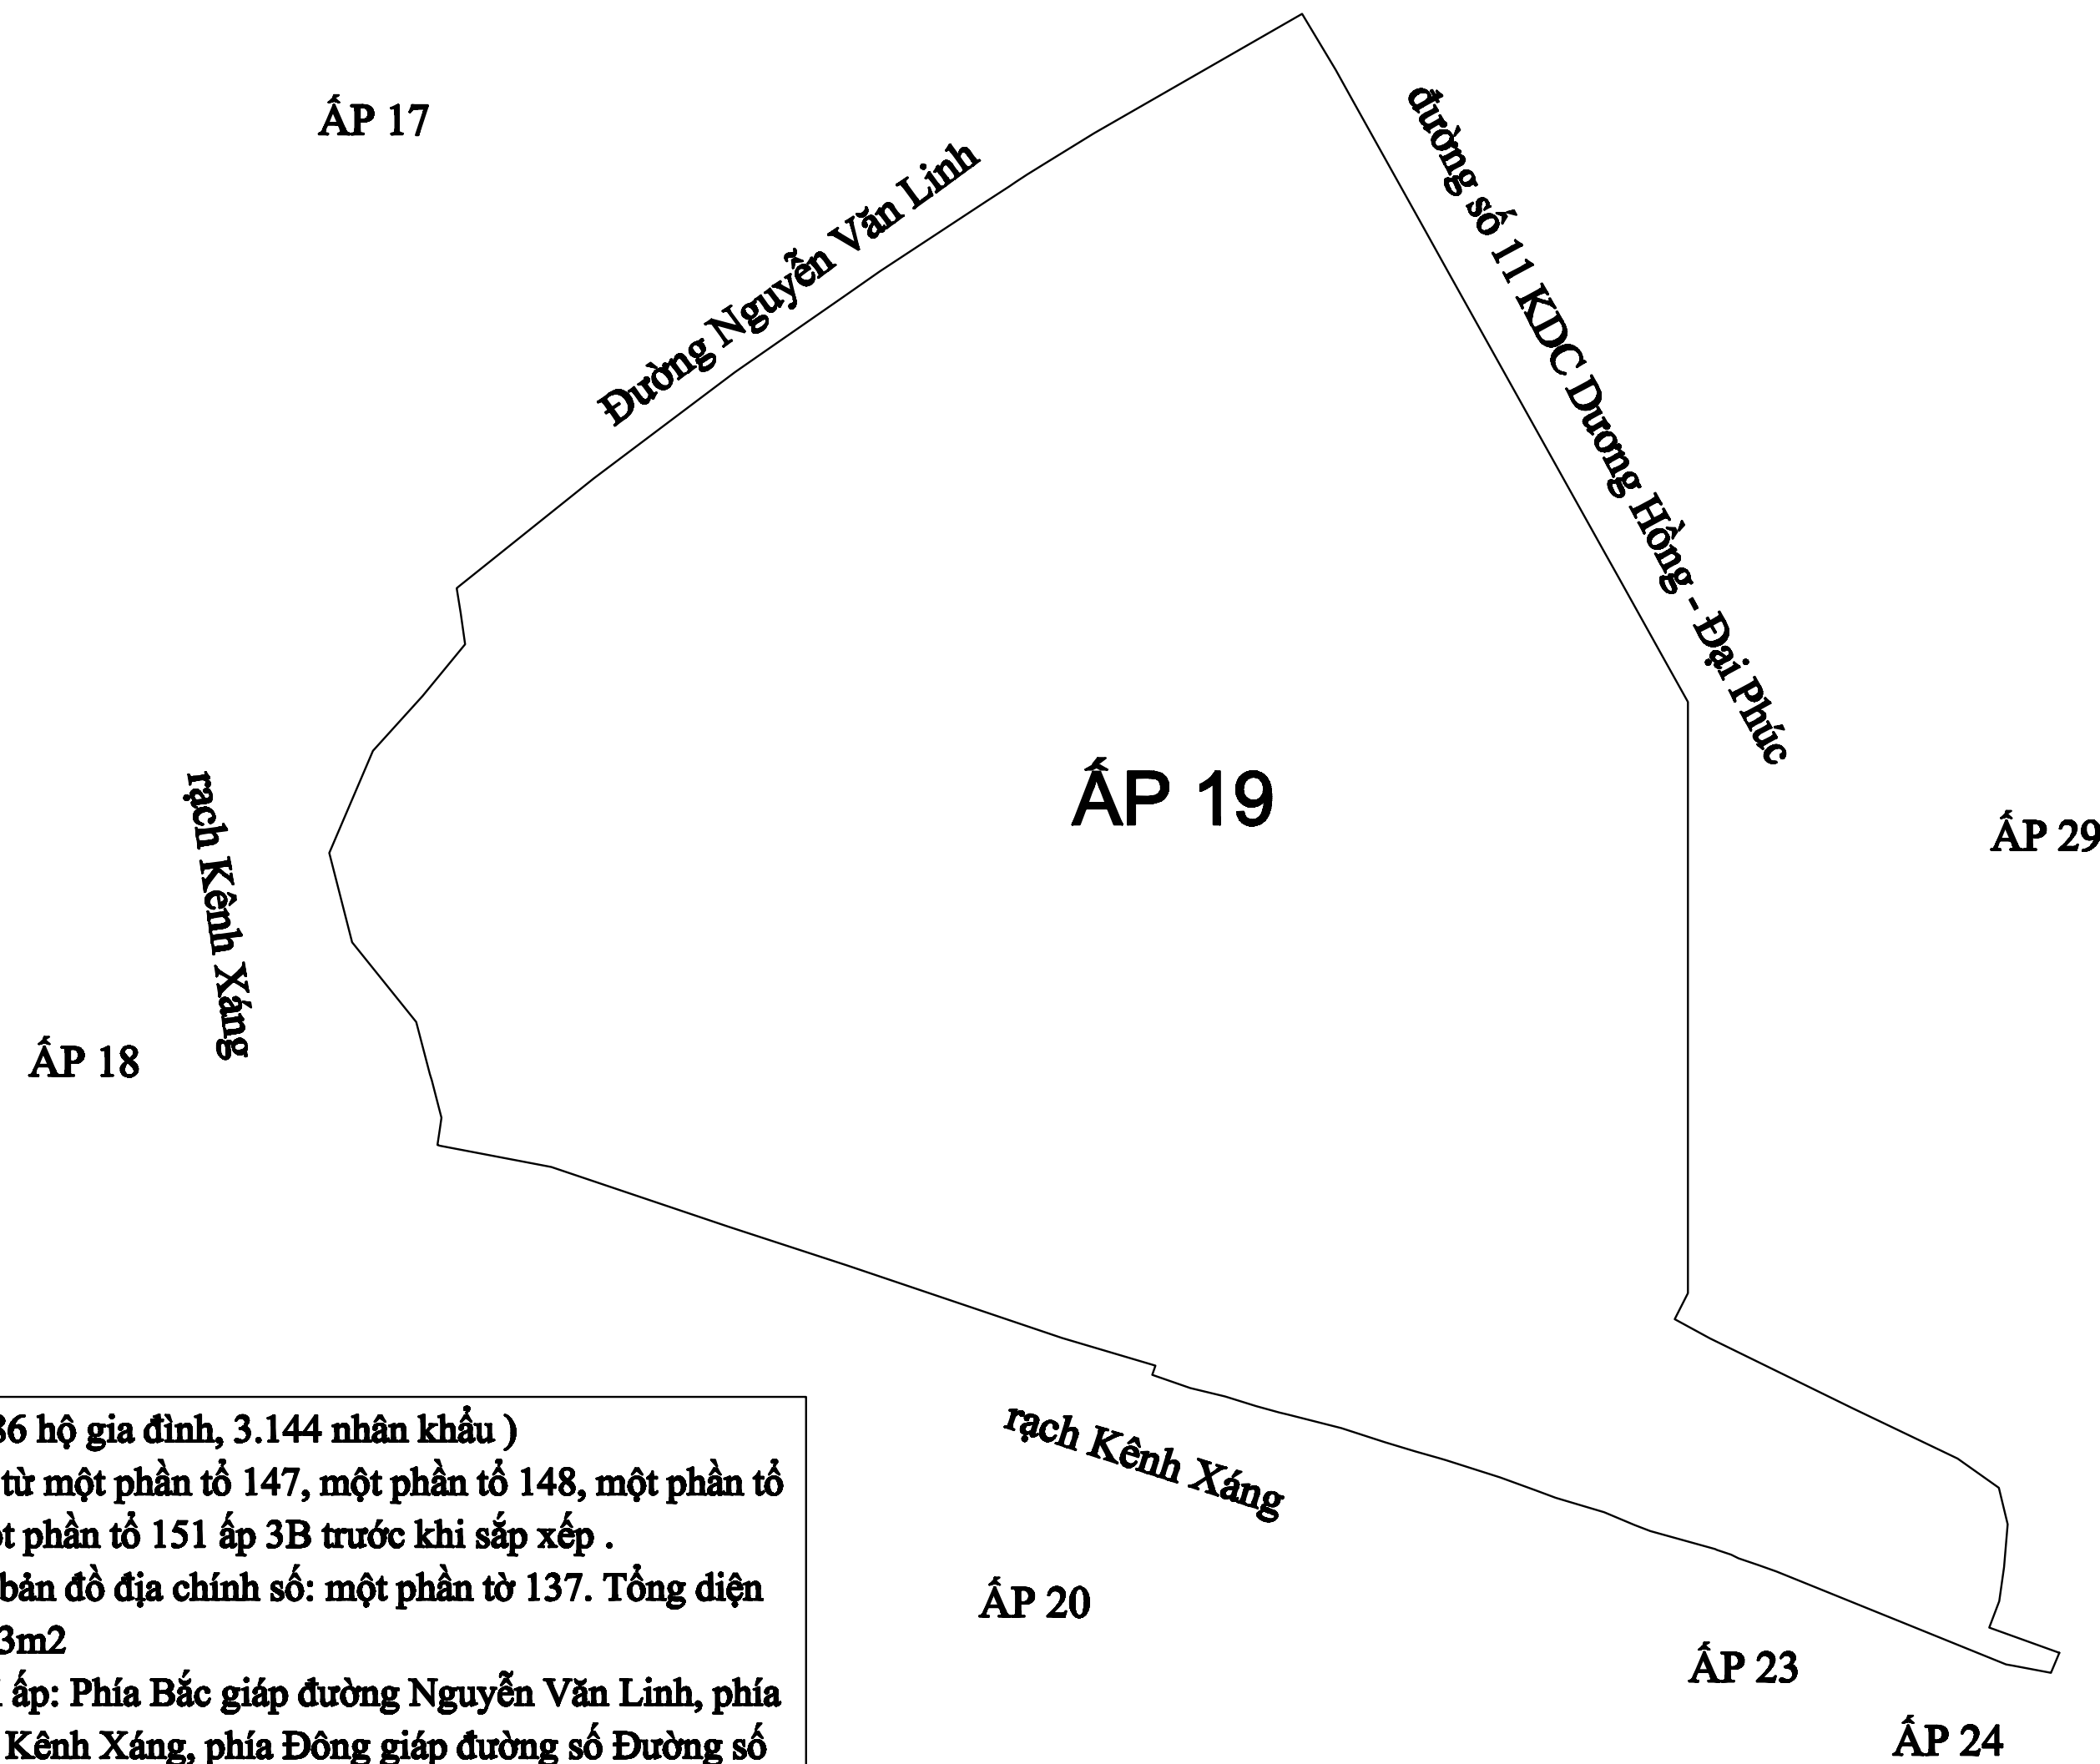 ẤP 17
Đường Nguyễn Văn Linh
đường số 11 KDC Dương Hồng - Đại Phúc
ẤP 19
ẤP 29
rạch Kênh Xáng
ẤP 18
rạch Kênh Xáng
ẤP 20
ẤP 23
ẤP 24
36 hộ gia đình, 3.144 nhân khẩu )
từ một phần tổ 147, một phần tổ 148, một phần tổ
phần tổ 151 ấp 3B trước khi sắp xếp .
bản đồ địa chính số: một phần tờ 137. Tổng diện
3m2
ấp: Phía Bắc giáp đường Nguyễn Văn Linh, phía
Kênh Xáng, phía Đông giáp đường số Đường số